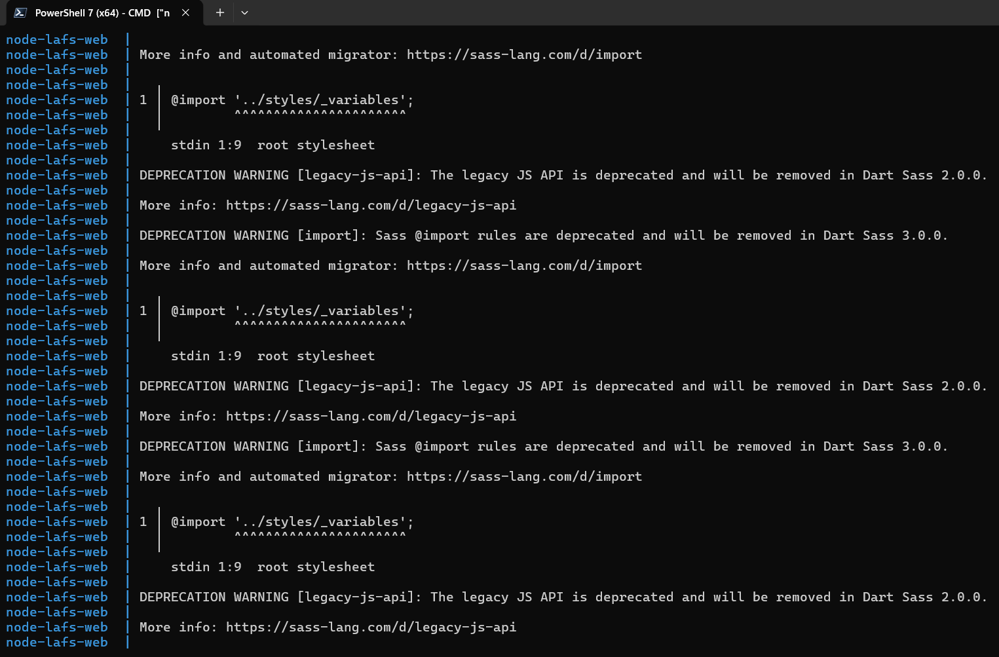 PowerShell 7 (x64) - CMD ["n
node-lafs-web |
node-lafs-web | More info and automated migrator: https://sass-lang.com/d/import
node-lafs-web |
node-lafs-web |
node-lafs-web | 1 │ @import '../styles/_variables';
node-lafs-web | │ ^^^^^^^^^^^^^^^^^^^^^^
node-lafs-web |
node-lafs-web | stdin 1:9 root stylesheet
node-lafs-web |
node-lafs-web | DEPRECATION WARNING [legacy-js-api]: The legacy JS API is deprecated and will be removed in Dart Sass 2.0.0.
node-lafs-web |
node-lafs-web | More info: https://sass-lang.com/d/legacy-js-api
node-lafs-web |
node-lafs-web | DEPRECATION WARNING [import]: Sass @import rules are deprecated and will be removed in Dart Sass 3.0.0.
node-lafs-web |
node-lafs-web | More info and automated migrator: https://sass-lang.com/d/import
node-lafs-web |
node-lafs-web |
node-lafs-web | 1 │ @import '../styles/_variables';
node-lafs-web | │ ^^^^^^^^^^^^^^^^^^^^^^
node-lafs-web |
node-lafs-web | stdin 1:9 root stylesheet
node-lafs-web |
node-lafs-web | DEPRECATION WARNING [legacy-js-api]: The legacy JS API is deprecated and will be removed in Dart Sass 2.0.0.
node-lafs-web |
node-lafs-web | More info: https://sass-lang.com/d/legacy-js-api
node-lafs-web |
node-lafs-web | DEPRECATION WARNING [import]: Sass @import rules are deprecated and will be removed in Dart Sass 3.0.0.
node-lafs-web |
node-lafs-web | More info and automated migrator: https://sass-lang.com/d/import
node-lafs-web |
node-lafs-web |
node-lafs-web | 1 │ @import '../styles/_variables';
node-lafs-web | │ ^^^^^^^^^^^^^^^^^^^^^^
node-lafs-web |
node-lafs-web | stdin 1:9 root stylesheet
node-lafs-web |
node-lafs-web | DEPRECATION WARNING [legacy-js-api]: The legacy JS API is deprecated and will be removed in Dart Sass 2.0.0.
node-lafs-web |
node-lafs-web | More info: https://sass-lang.com/d/legacy-js-api
node-lafs-web |